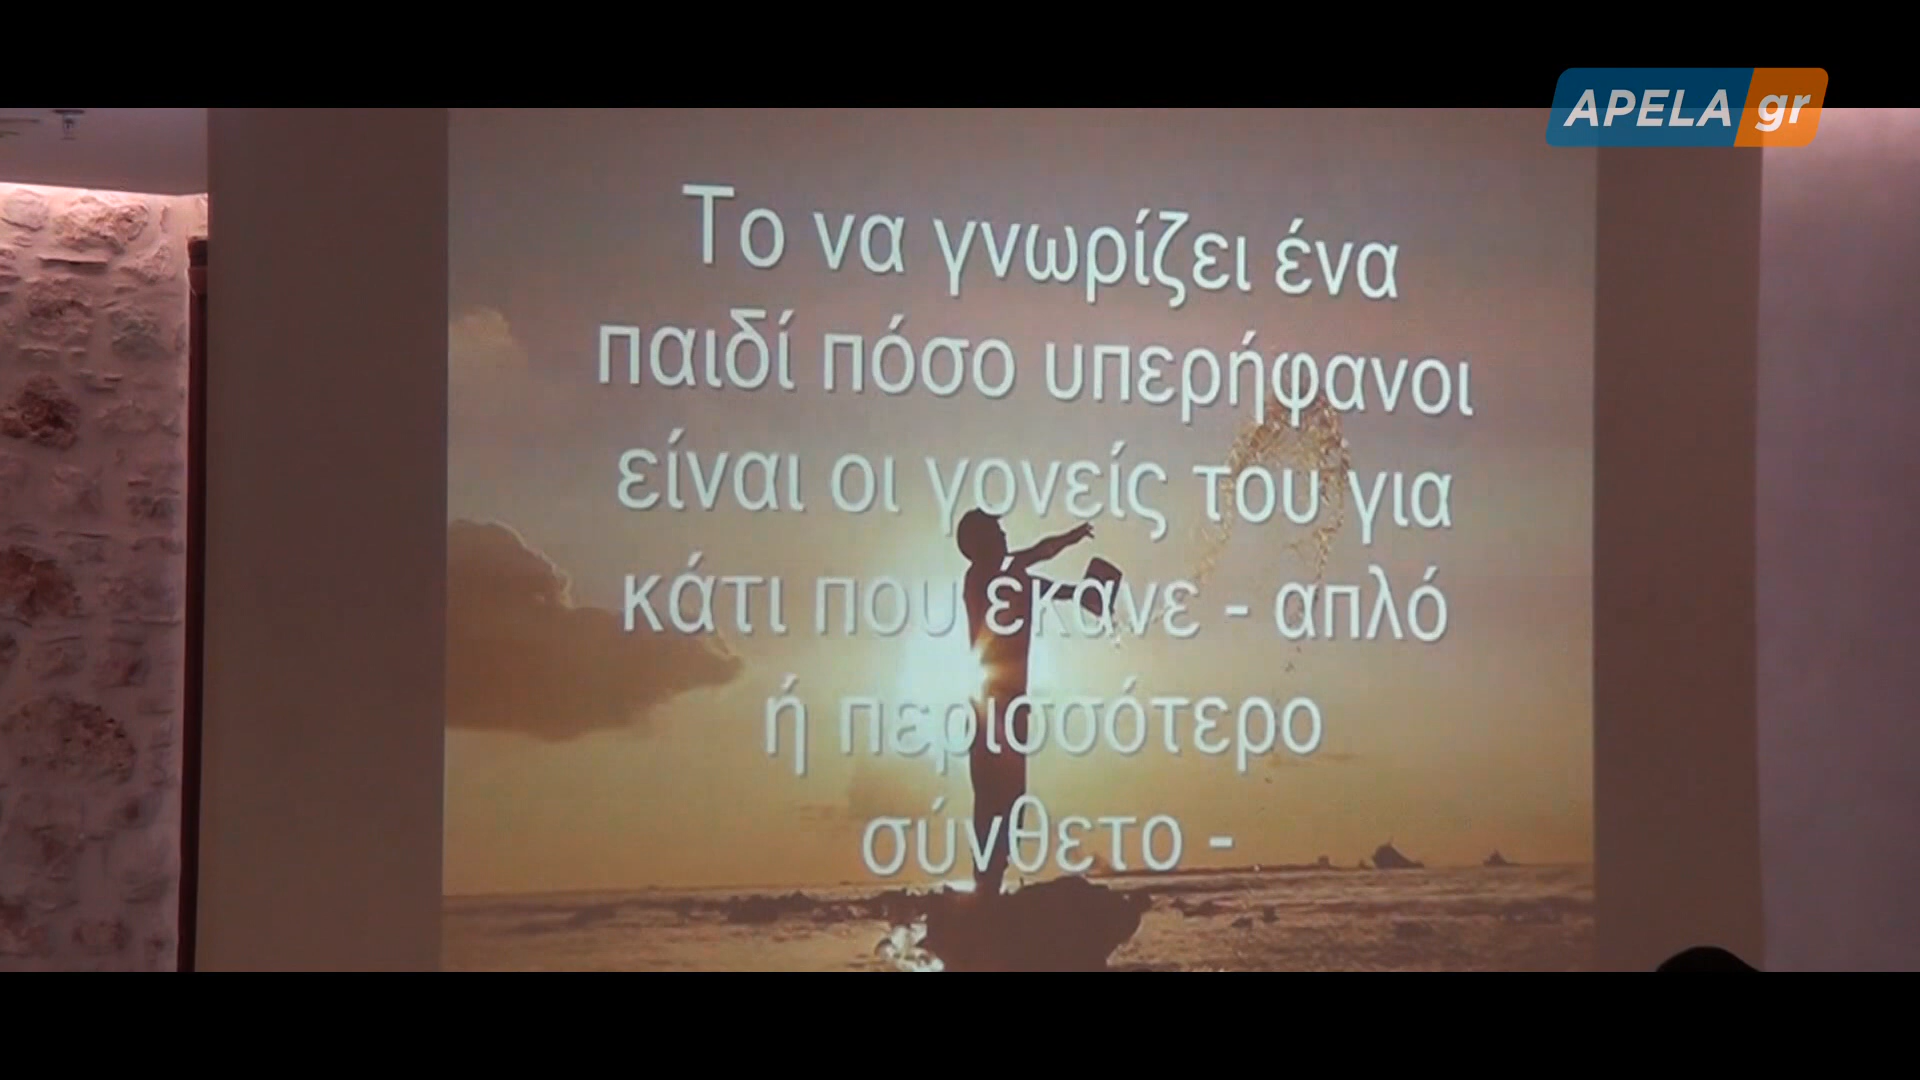 APELA gr
Το να γνωρίζει ένα
παιδί πόσο υπερήφανοι
είναι οι γονείς του για
κάτι που έκανε - απλό
ή περισσότερο
σύνθετο -